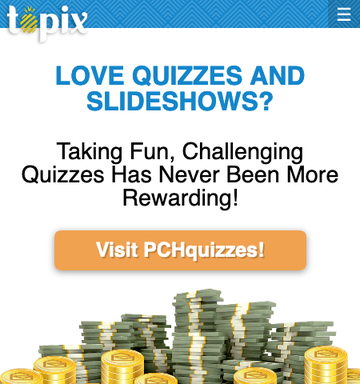 topix
LOVE QUIZZES AND
SLIDESHOWS?
Taking Fun, Challenging
Quizzes Has Never Been More
Rewarding!
Visit PCHquizzes!